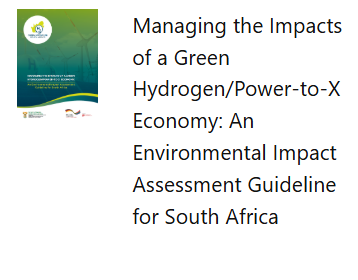 Managing the Impacts
of a Green
Hydrogen/Power-to-X
Economy: An
Environmental Impact
Assessment Guideline
for South Africa